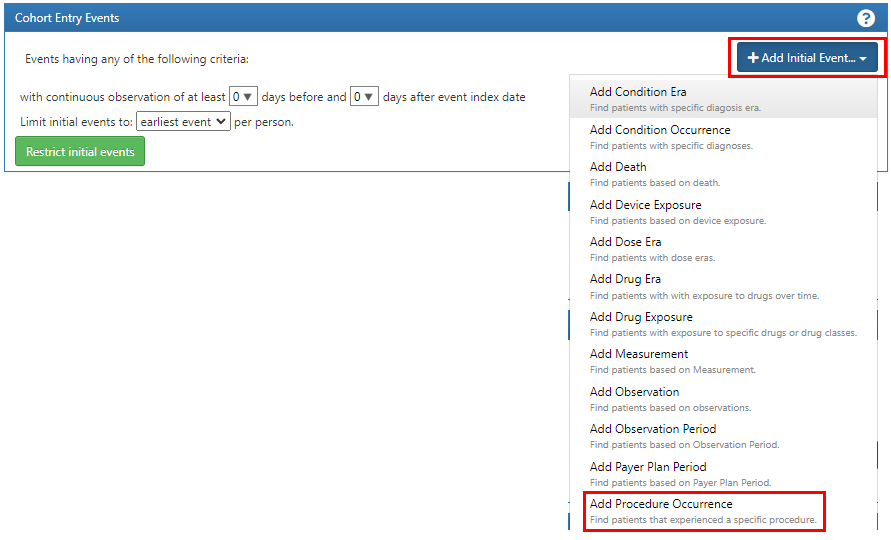 Cohort Entry Events
?
Events having any of the following criteria:
+ Add Initial Event...
with continuous observation of at least 0 ▼ days before and 0 ▼ days after event index date
Limit initial events to: earliest event per person.
Restrict initial events
Add Condition Era
Find patients with specific diagosis era.
Add Condition Occurrence
Find patients with specific diagnoses.
Add Death
Find patients based on death.
Add Device Exposure
Find patients based on device exposure.
Add Dose Era
Find patients with dose eras.
Add Drug Era
Find patients with with exposure to drugs over time.
Add Drug Exposure
Find patients with exposure to specific drugs or drug classes.
Add Measurement
Find patients based on Measurement.
Add Observation
Find patients based on observations.
Add Observation Period
Find patients based on Observation Period.
Add Payer Plan Period
Find patients based on Payer Plan Period.
Add Procedure Occurrence
Find patients that experienced a specific procedure.